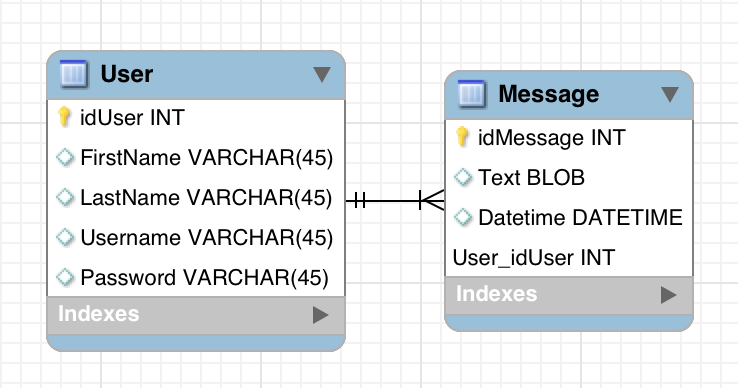 User
idUser INT
FirstName VARCHAR(45)
LastName VARCHAR(45)
Username VARCHAR(45)
Password VARCHAR(45)
Indexes
Message
idMessage INT
Text BLOB
Datetime DATETIME
User_idUser INT
Indexes